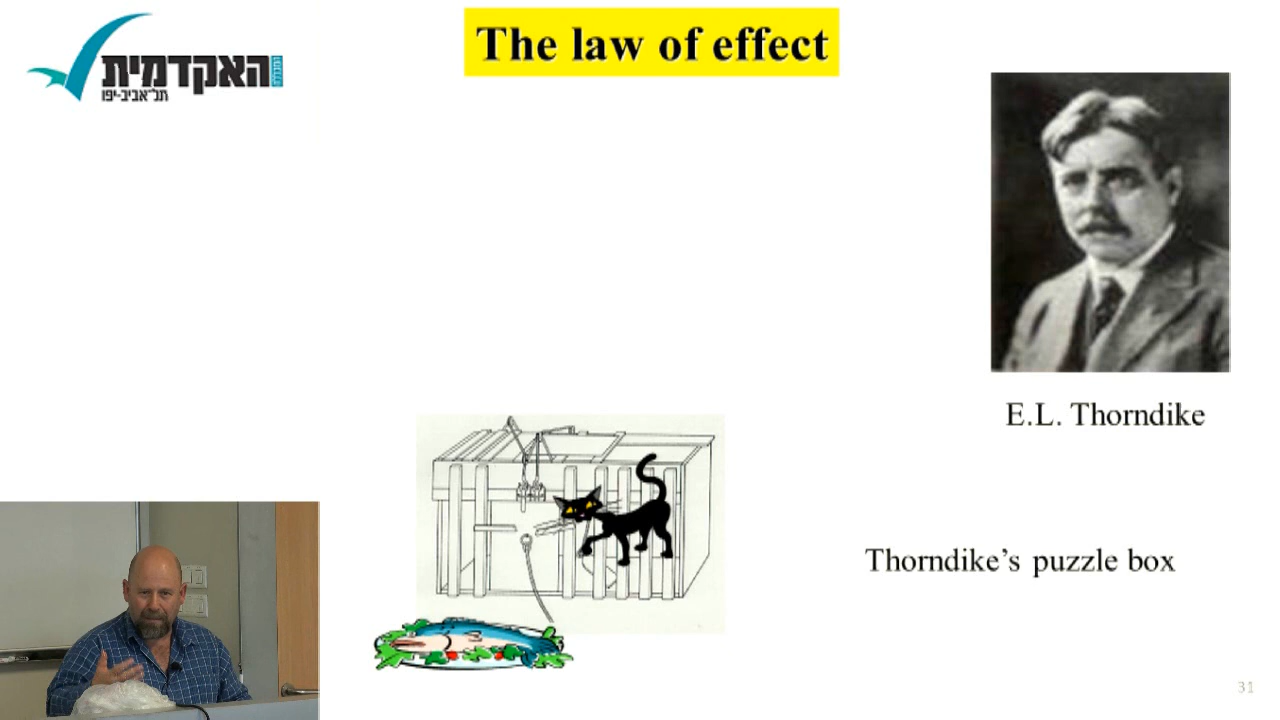 The law of effect
האקדמית
תל־אביב-יפו
E.L. Thorndike
Thorndike’s puzzle box
31